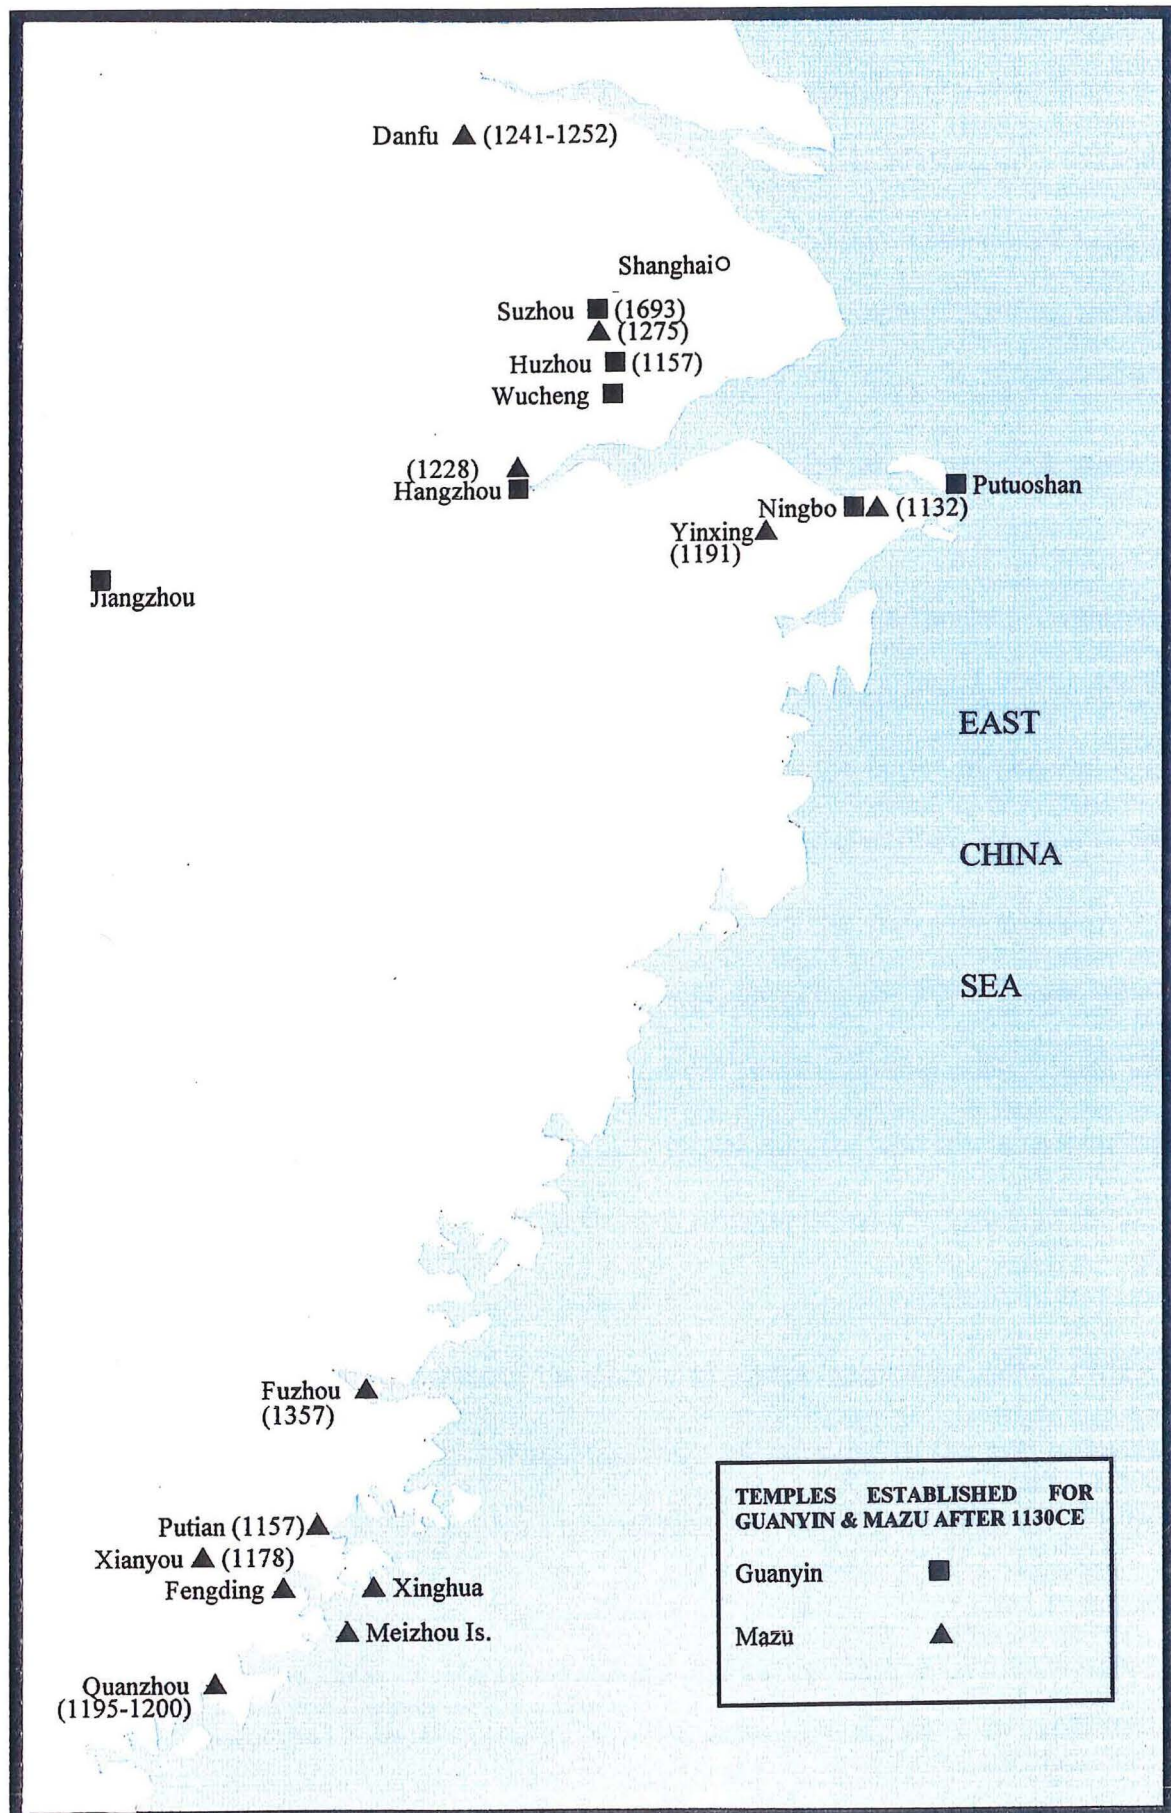 Danfu ▲ (1241-1252)
Shanghai
Suzhou ■ (1693)
▲ (1275)
Huzhou ■ (1157)
Wucheng ■
(1228) ▲
Hangzhou ■
■ Putuoshan
Ningbo ■ ▲ (1132)
Yinxing ▲
(1191)
■
Jiangzhou
EAST
CHINA
SEA
Fuzhou ▲
(1357)
Putian (1157) ▲
Xianyou ▲ (1178)
Fengding ▲
▲ Xinghua
▲ Meizhou Is.
Quanzhou ▲
(1195-1200)
TEMPLES ESTABLISHED FOR
GUANYIN & MAZU AFTER 1130CE
Guanyin ■
Mazu ▲